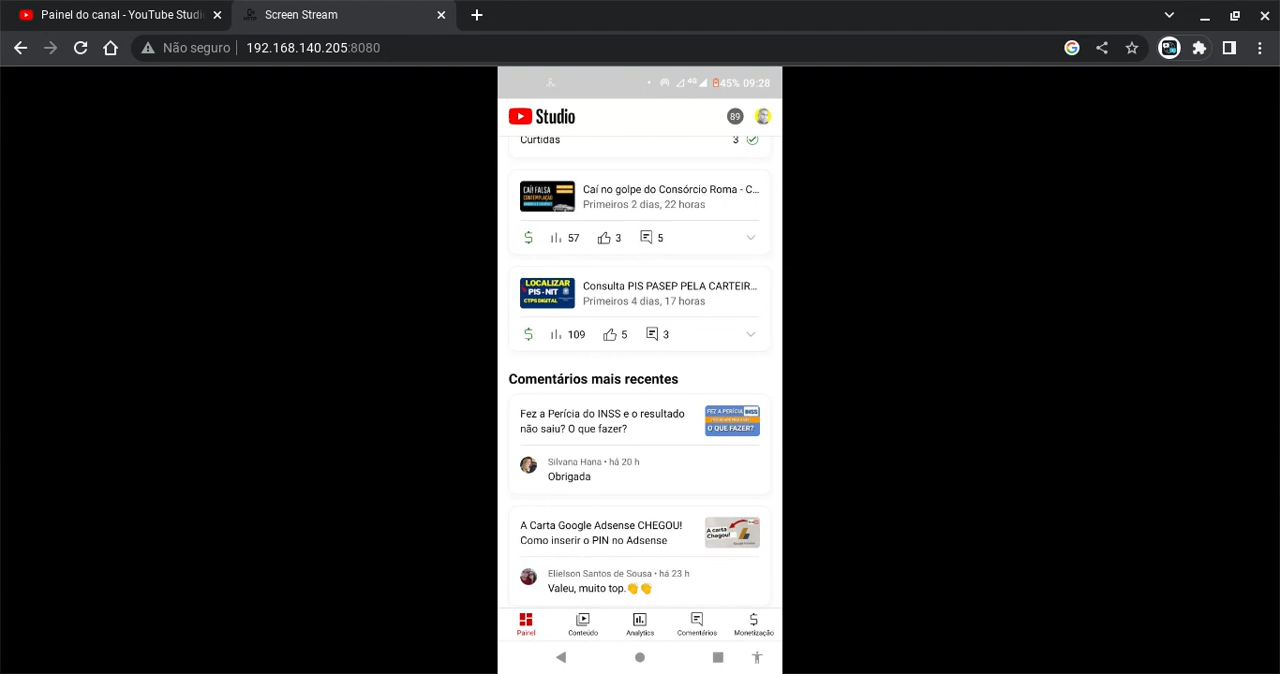 Painel do canal - YouTube Studi
Screen Stream
Não seguro
192.168.140.205:8080
4G 45% 09:28
Studio
89
Curtidas 3
CAÍ! FALSA
Caí no golpe do Consórcio Roma - C...
Primeiros 2 dias, 22 horas
57 3 5
LOCALIZAR
PIS - NIT
CTPS DIGITAL
Consulta PIS PASEP PELA CARTEIR...
Primeiros 4 dias, 17 horas
109 5 3
Comentários mais recentes
Fez a Perícia do INSS e o resultado
não saiu? O que fazer?
FEZ A PERÍCIA INSS
O QUE FAZER?
Silvana Hana • há 20 h
Obrigada
A Carta Google Adsense CHEGOU!
Como inserir o PIN no Adsense
A carta
Chegou!
Elielson Santos de Sousa • há 23 h
Valeu, muito top.👏👏
Painel Conteúdo Analytics Comentários Monetização